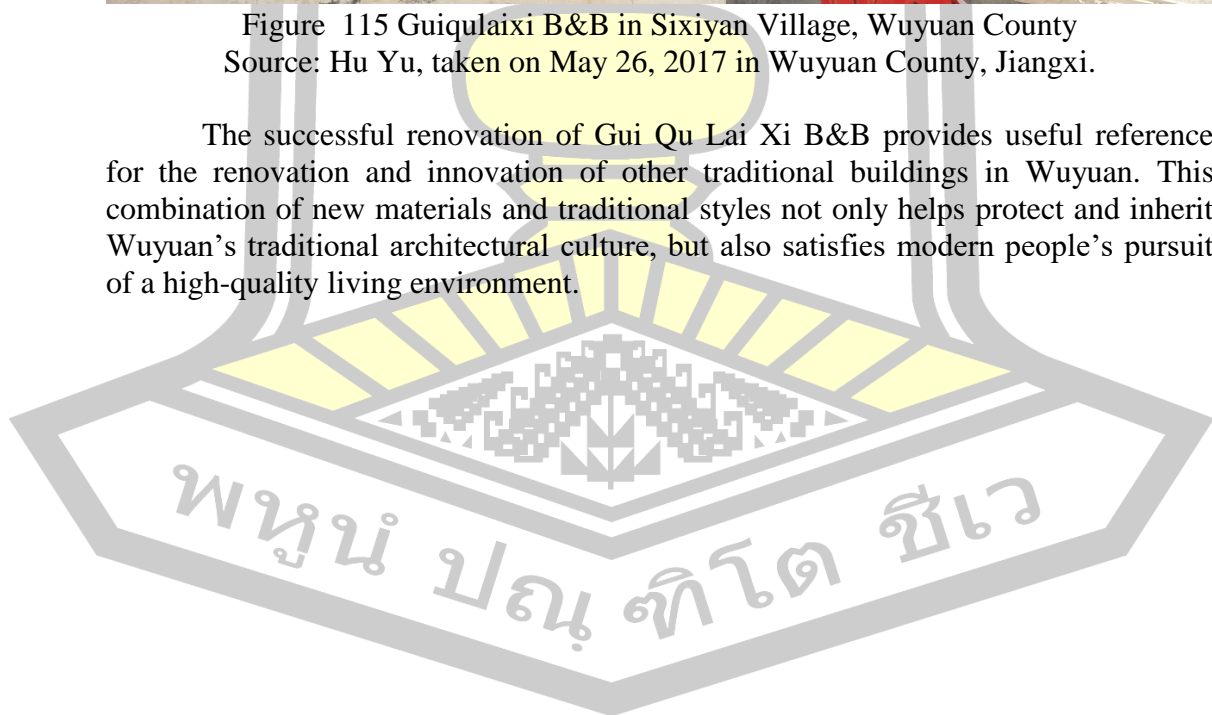 Figure 115 Guiqulaixi B&B in Sixiyan Village, Wuyuan County
Source: Hu Yu, taken on May 26, 2017 in Wuyuan County, Jiangxi.
The successful renovation of Gui Qu Lai Xi B&B provides useful reference
for the renovation and innovation of other traditional buildings in Wuyuan. This
combination of new materials and traditional styles not only helps protect and inherit
Wuyuan’s traditional architectural culture, but also satisfies modern people’s pursuit
of a high-quality living environment.
พหูนํ ปณฺฑิโต ชีเว